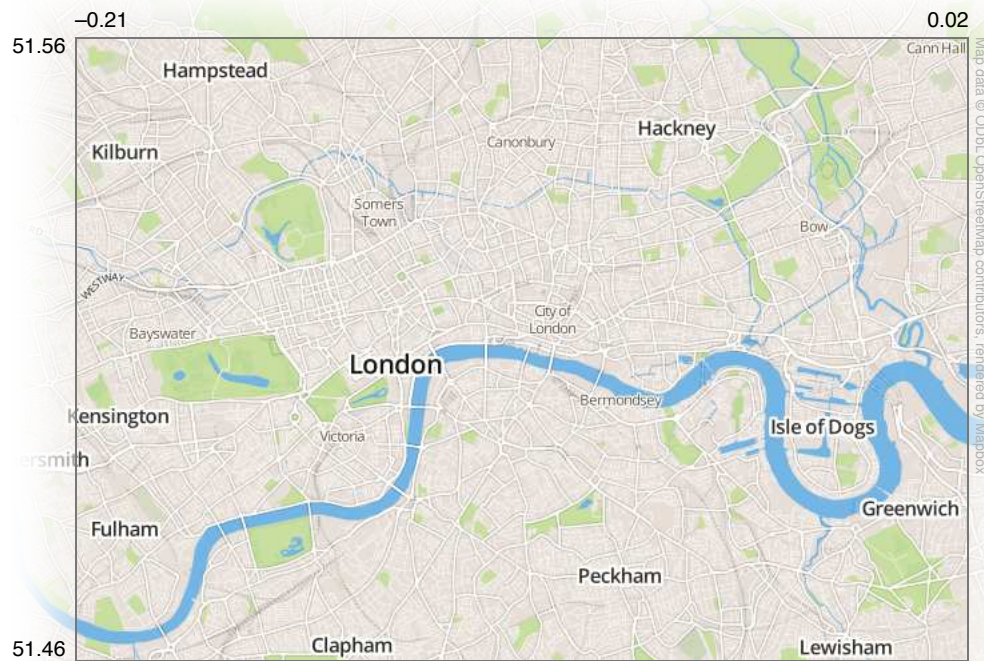 –0.21
0.02
51.56
Cann Hall
Hampstead
Hackney
Canonbury
Kilburn
Somers
Town
Bow
WESTWAY
City of
London
Bayswater
London
Bermondsey
Kensington
Isle of Dogs
Victoria
ersmith
Greenwich
Fulham
Peckham
Clapham
Lewisham
51.46
Map data © ODbL OpenStreetMap contributors, rendered by Mapbox